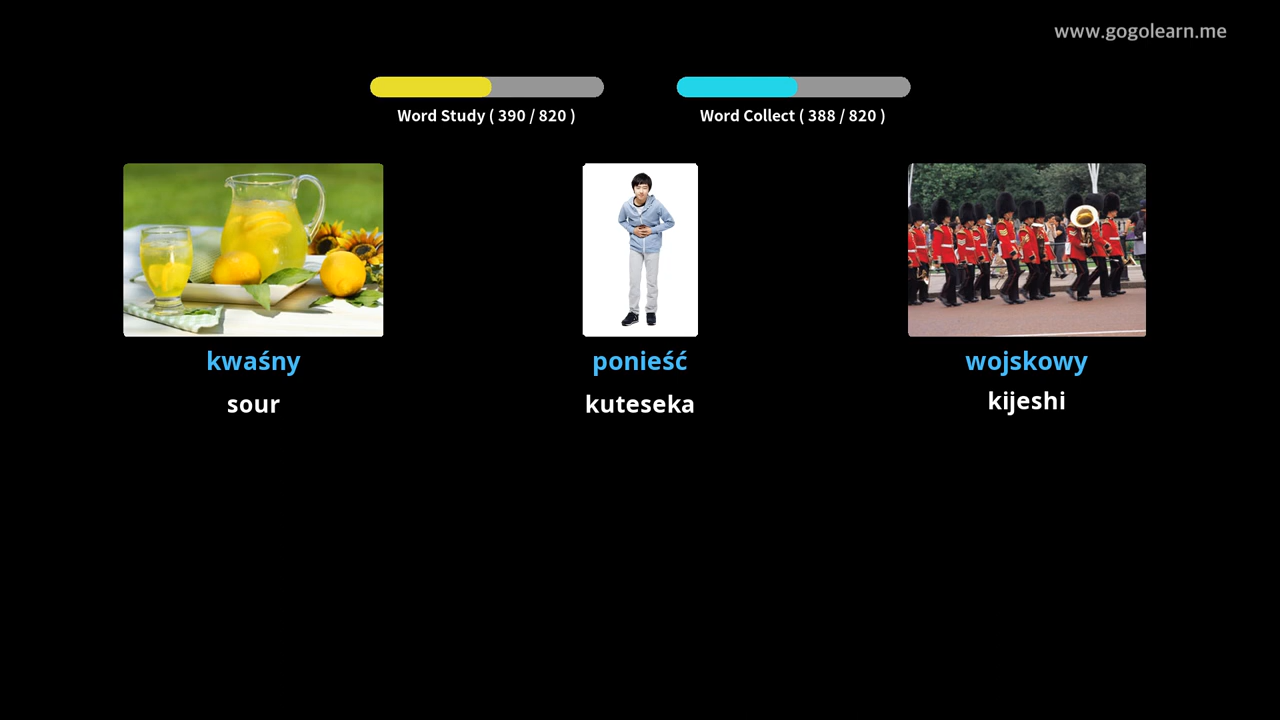 www.gogolearn.me
Word Study ( 390 / 820 )
Word Collect ( 388 / 820 )
kwaśny
ponieść
wojskowy
sour
kuteseka
kijeshi